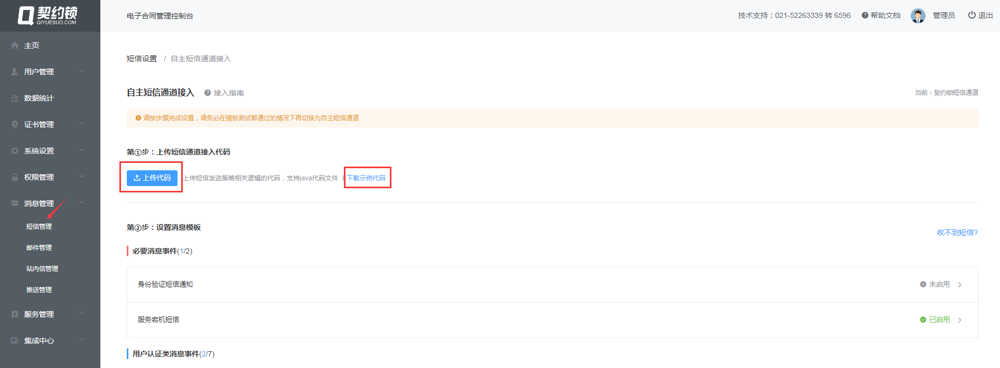 契约锁
QIYUESUO.COM
电子合同管理控制台
技术支持：021-52263339 转 6596
帮助文档
管理员
退出
主页
用户管理
数据统计
证书管理
系统设置
权限管理
消息管理
短信管理
邮件管理
站内信管理
推送管理
服务管理
集成中心
短信设置 / 自主短信通道接入
自主短信通道接入
接入指南
当前：契约锁短信通道
请按步骤完成设置，请务必在模板测试都通过的情况下再切换为自主短信通道
第①步：上传短信通道接入代码
上传代码
上传短信发送策略相关逻辑的代码，支持java代码文件
下载示例代码
第②步：设置消息模板
收不到短信?
必要消息事件(1/2)
身份验证短信通知
未启用
服务宕机短信
已启用
用户认证类消息事件(2/7)